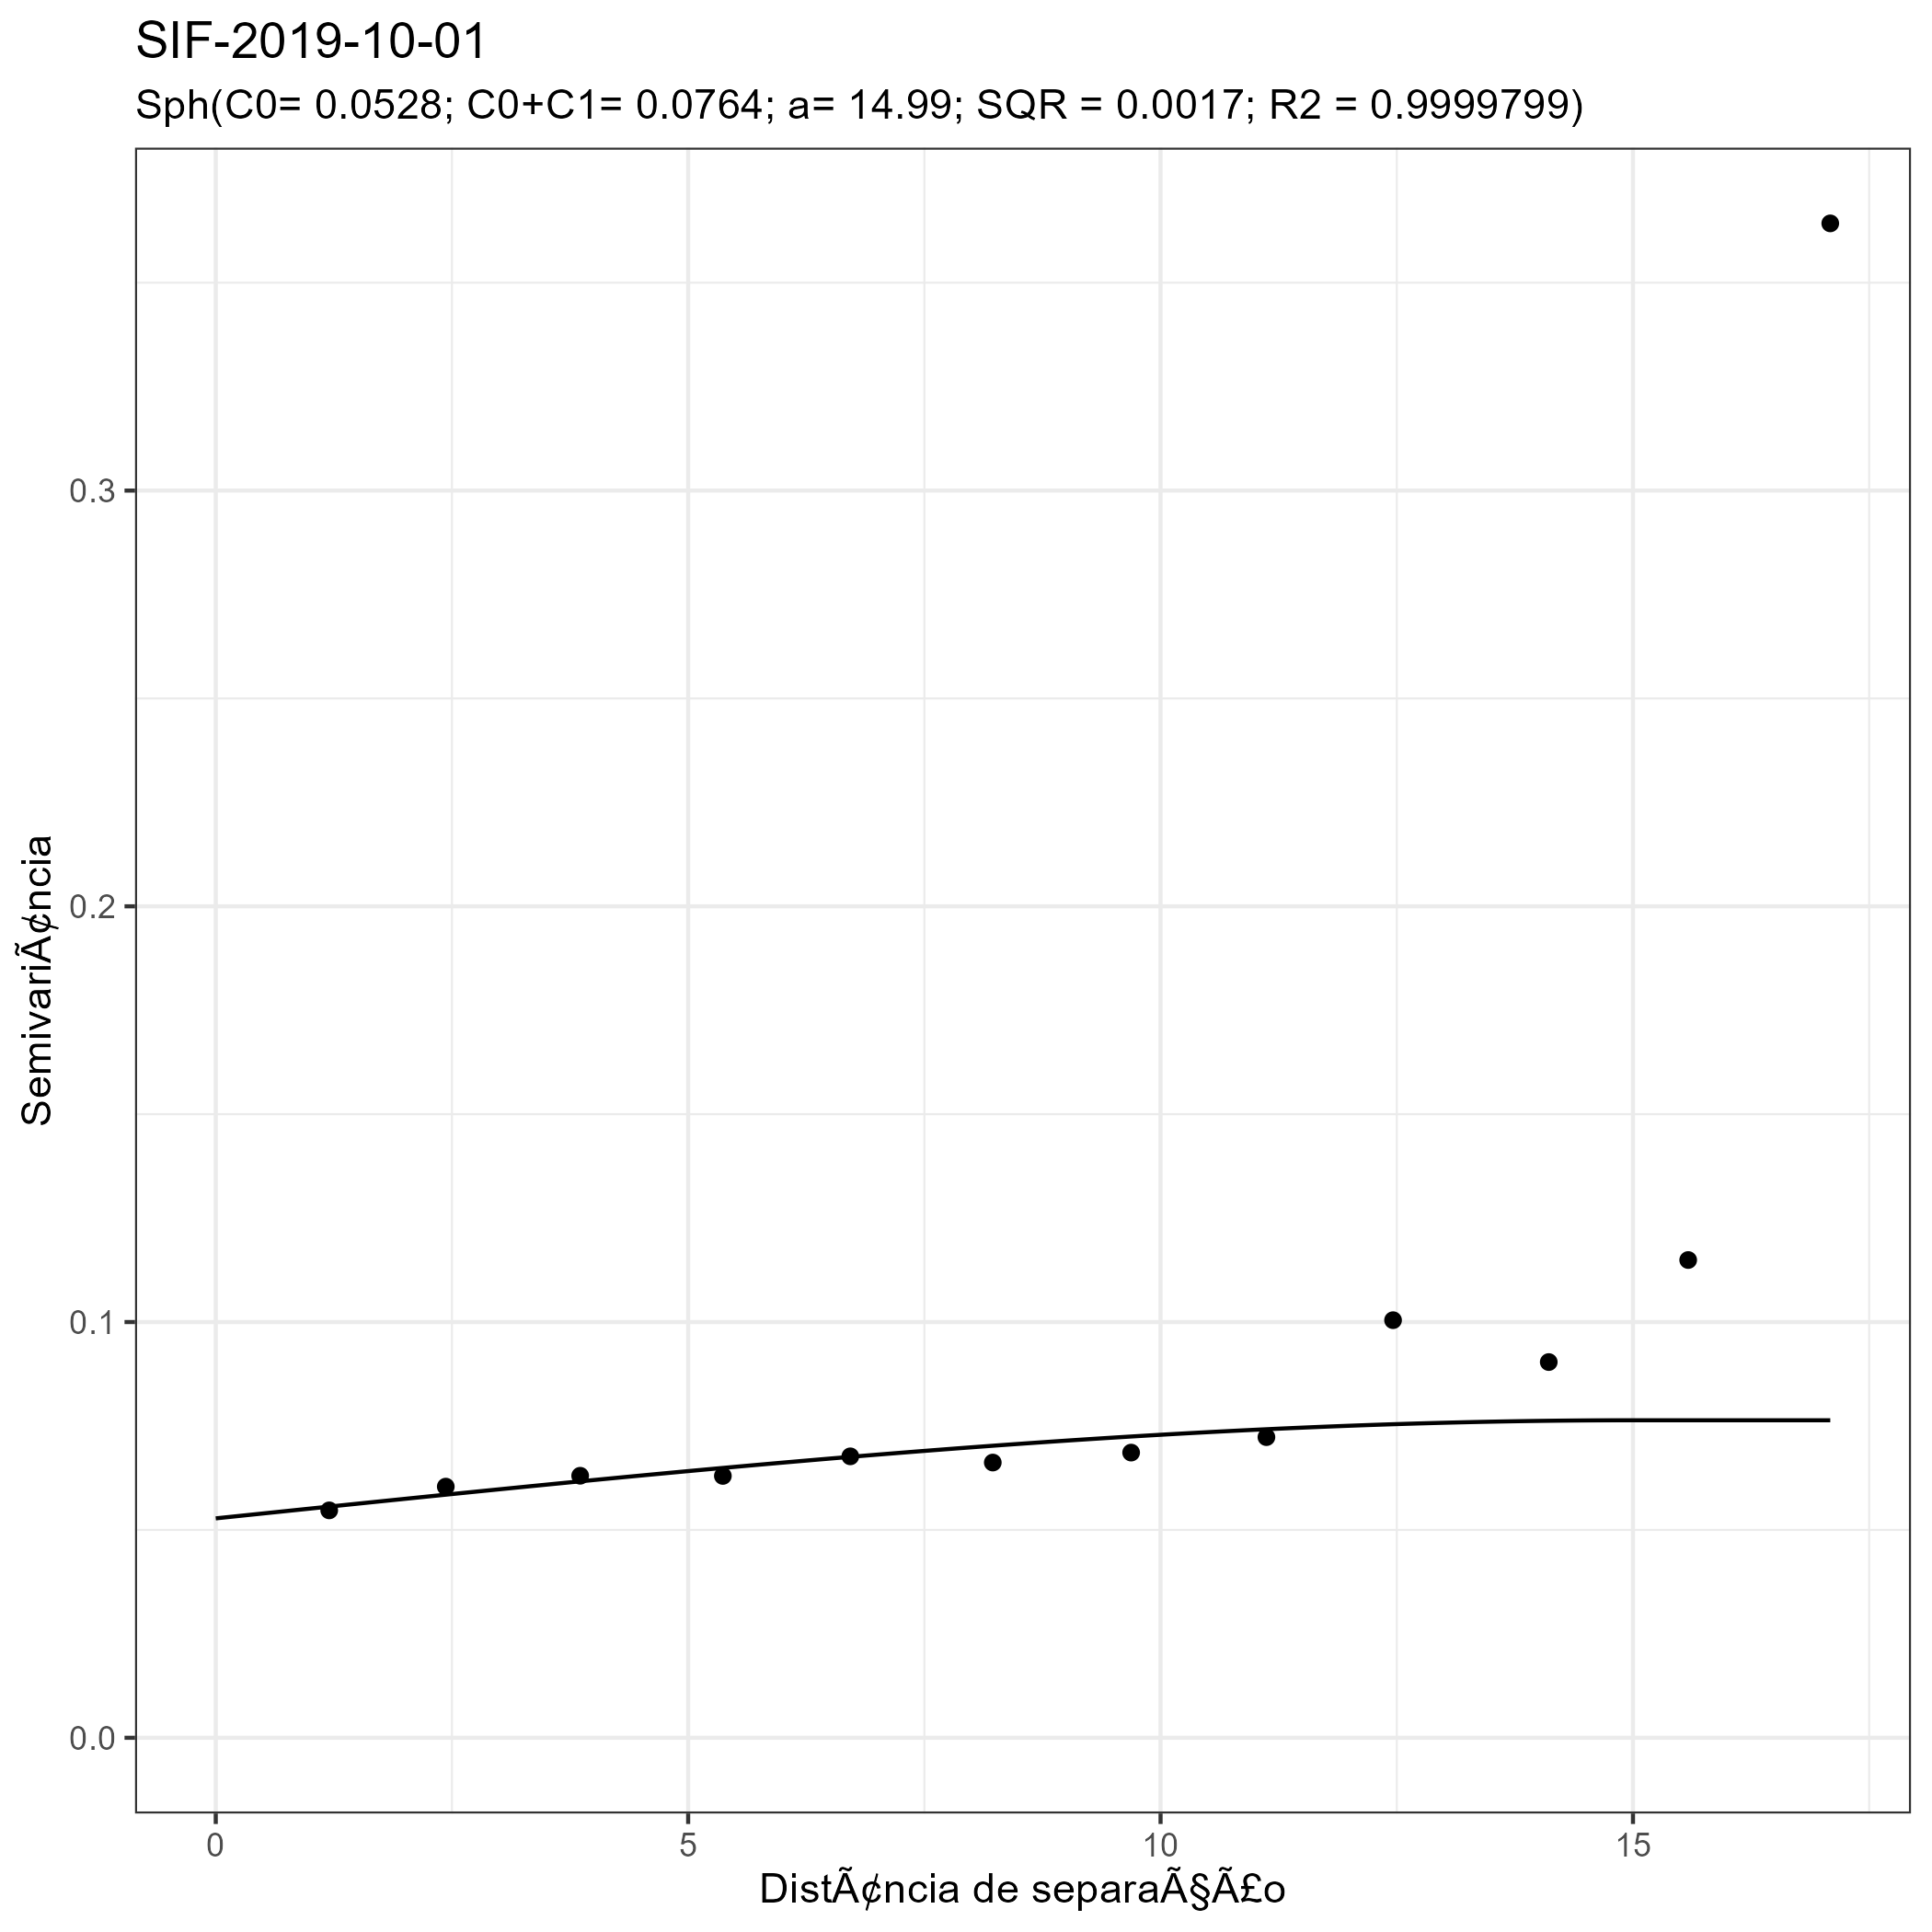 SIF-2019-10-01
Sph(C0= 0.0528; C0+C1= 0.0764; a= 14.99; SQR = 0.0017; R2 = 0.9999799)
SemivariÃ¢ncia
0.3
0.2
0.1
0.0
0 5 10 15
DistÃ¢ncia de separaÃ§Ã£o